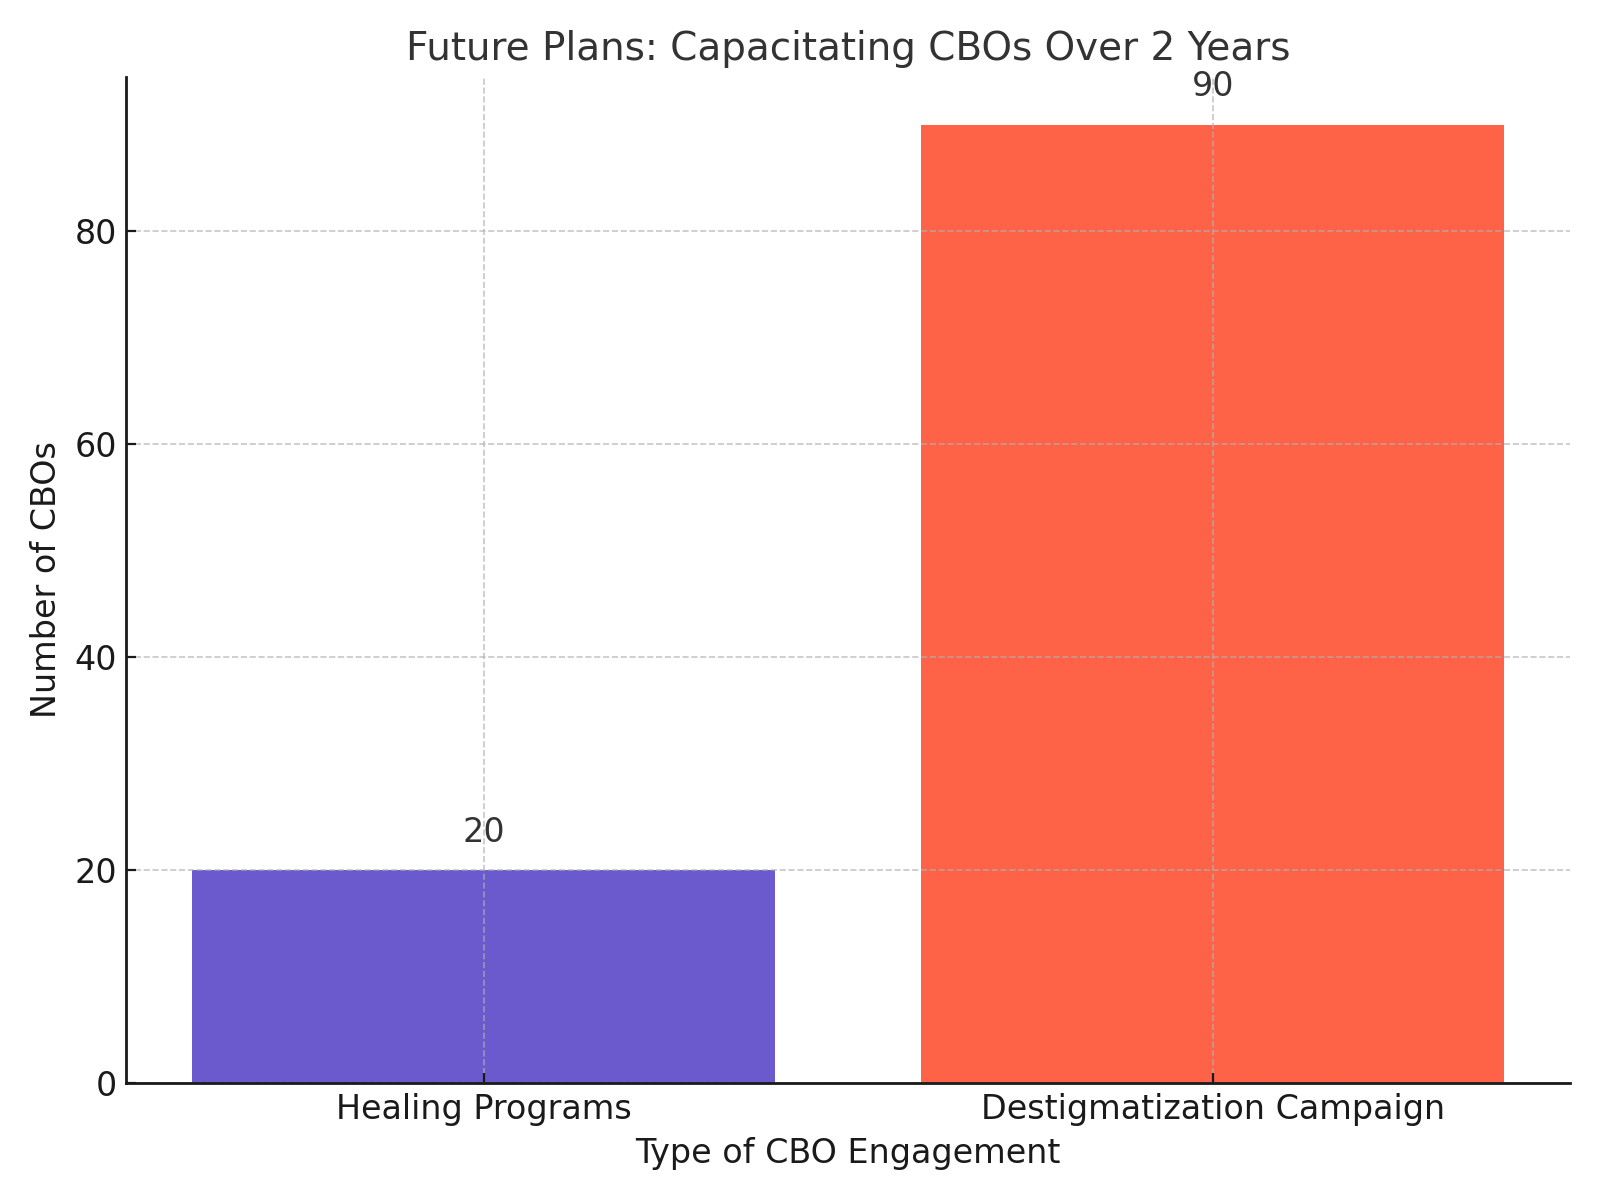 Future Plans: Capacitating CBOs Over 2 Years
90
80
60
Number of CBOs
40
20
20
0
Healing Programs
Destigmatization Campaign
Type of CBO Engagement